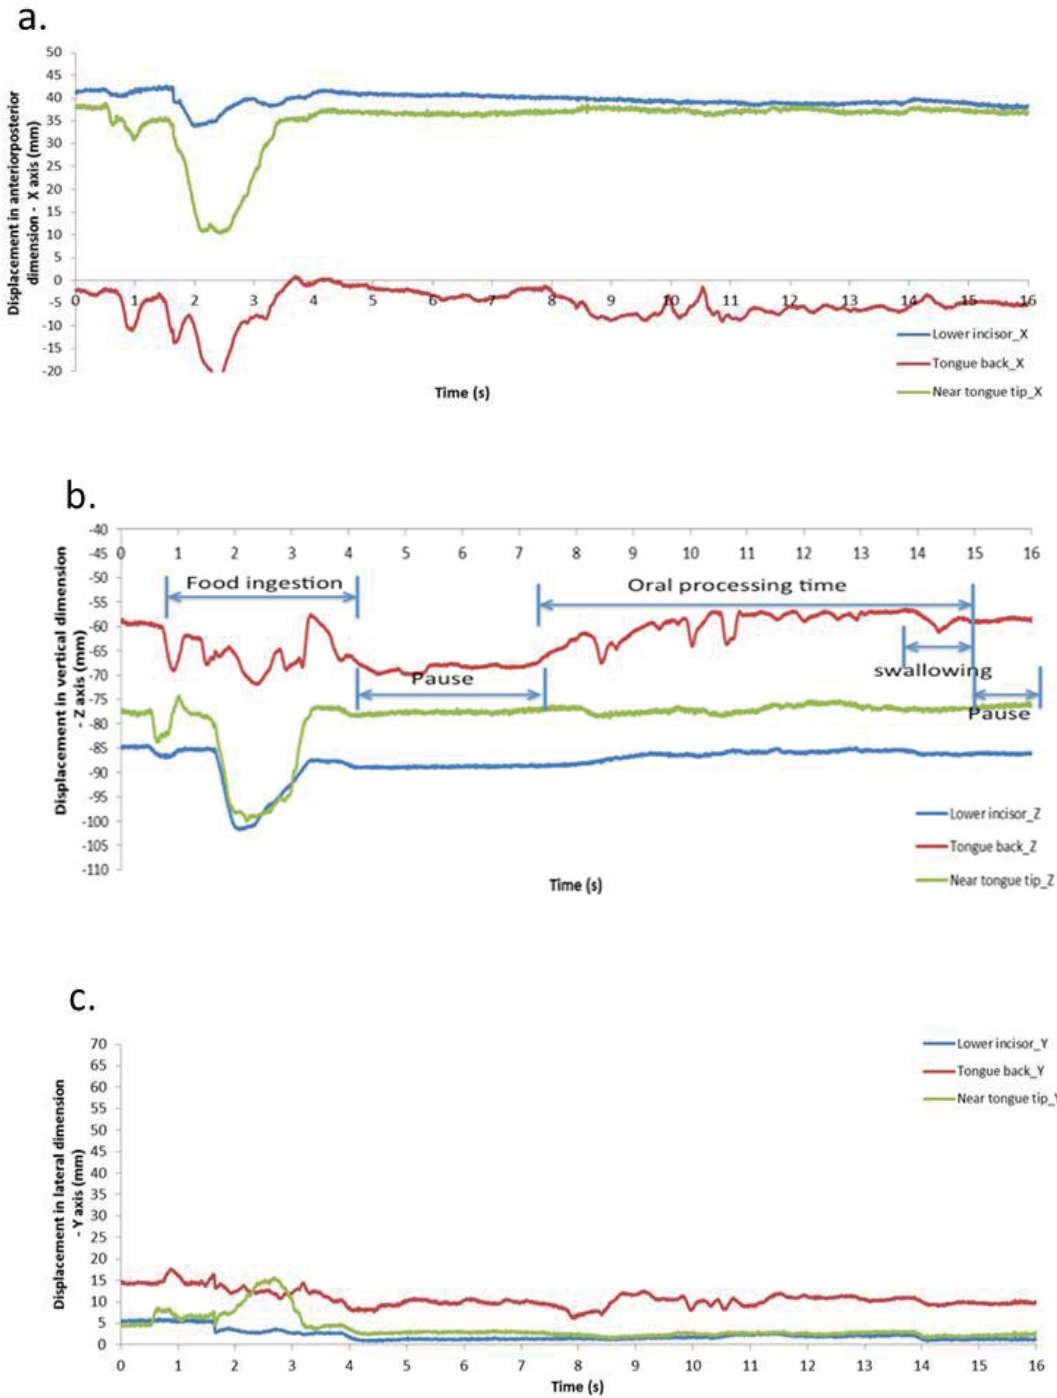 a.
50
45
40
35
30
25
20
15
10
5
0
-5
-10
-15
-20
Displacement in anteriorposterior
dimension - X axis (mm)
0 1 2 3 4 5 6 7 8 9 10 11 12 13 14 15 16
Lower incisor_X
Tongue back_X
Near tongue tip_X
Time (s)
b.
-40
-45
-50
-55
-60
-65
-70
-75
-80
-85
-90
-95
-100
-105
-110
Displacement in vertical dimension
- Z axis (mm)
0 1 2 3 4 5 6 7 8 9 10 11 12 13 14 15 16
Food ingestion
Oral processing time
swallowing
Pause
Pause
Lower incisor_Z
Tongue back_Z
Near tongue tip_Z
Time (s)
c.
70
65
60
55
50
45
40
35
30
25
20
15
10
5
0
Displacement in lateral dimension
- Y axis (mm)
Lower incisor_Y
Tongue back_Y
Near tongue tip_Y
0 1 2 3 4 5 6 7 8 9 10 11 12 13 14 15 16
Time (s)